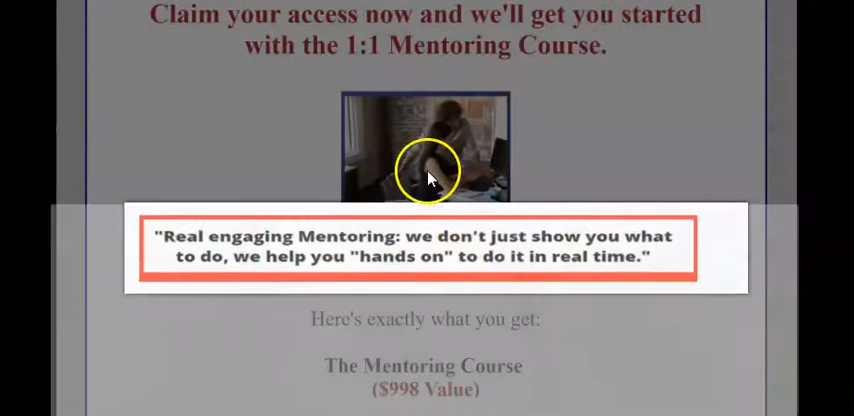 Claim your access now and we'll get you started
with the 1:1 Mentoring Course.
"Real engaging Mentoring: we don't just show you what
to do, we help you "hands on" to do it in real time."
Here's exactly what you get:
The Mentoring Course
($998 Value)